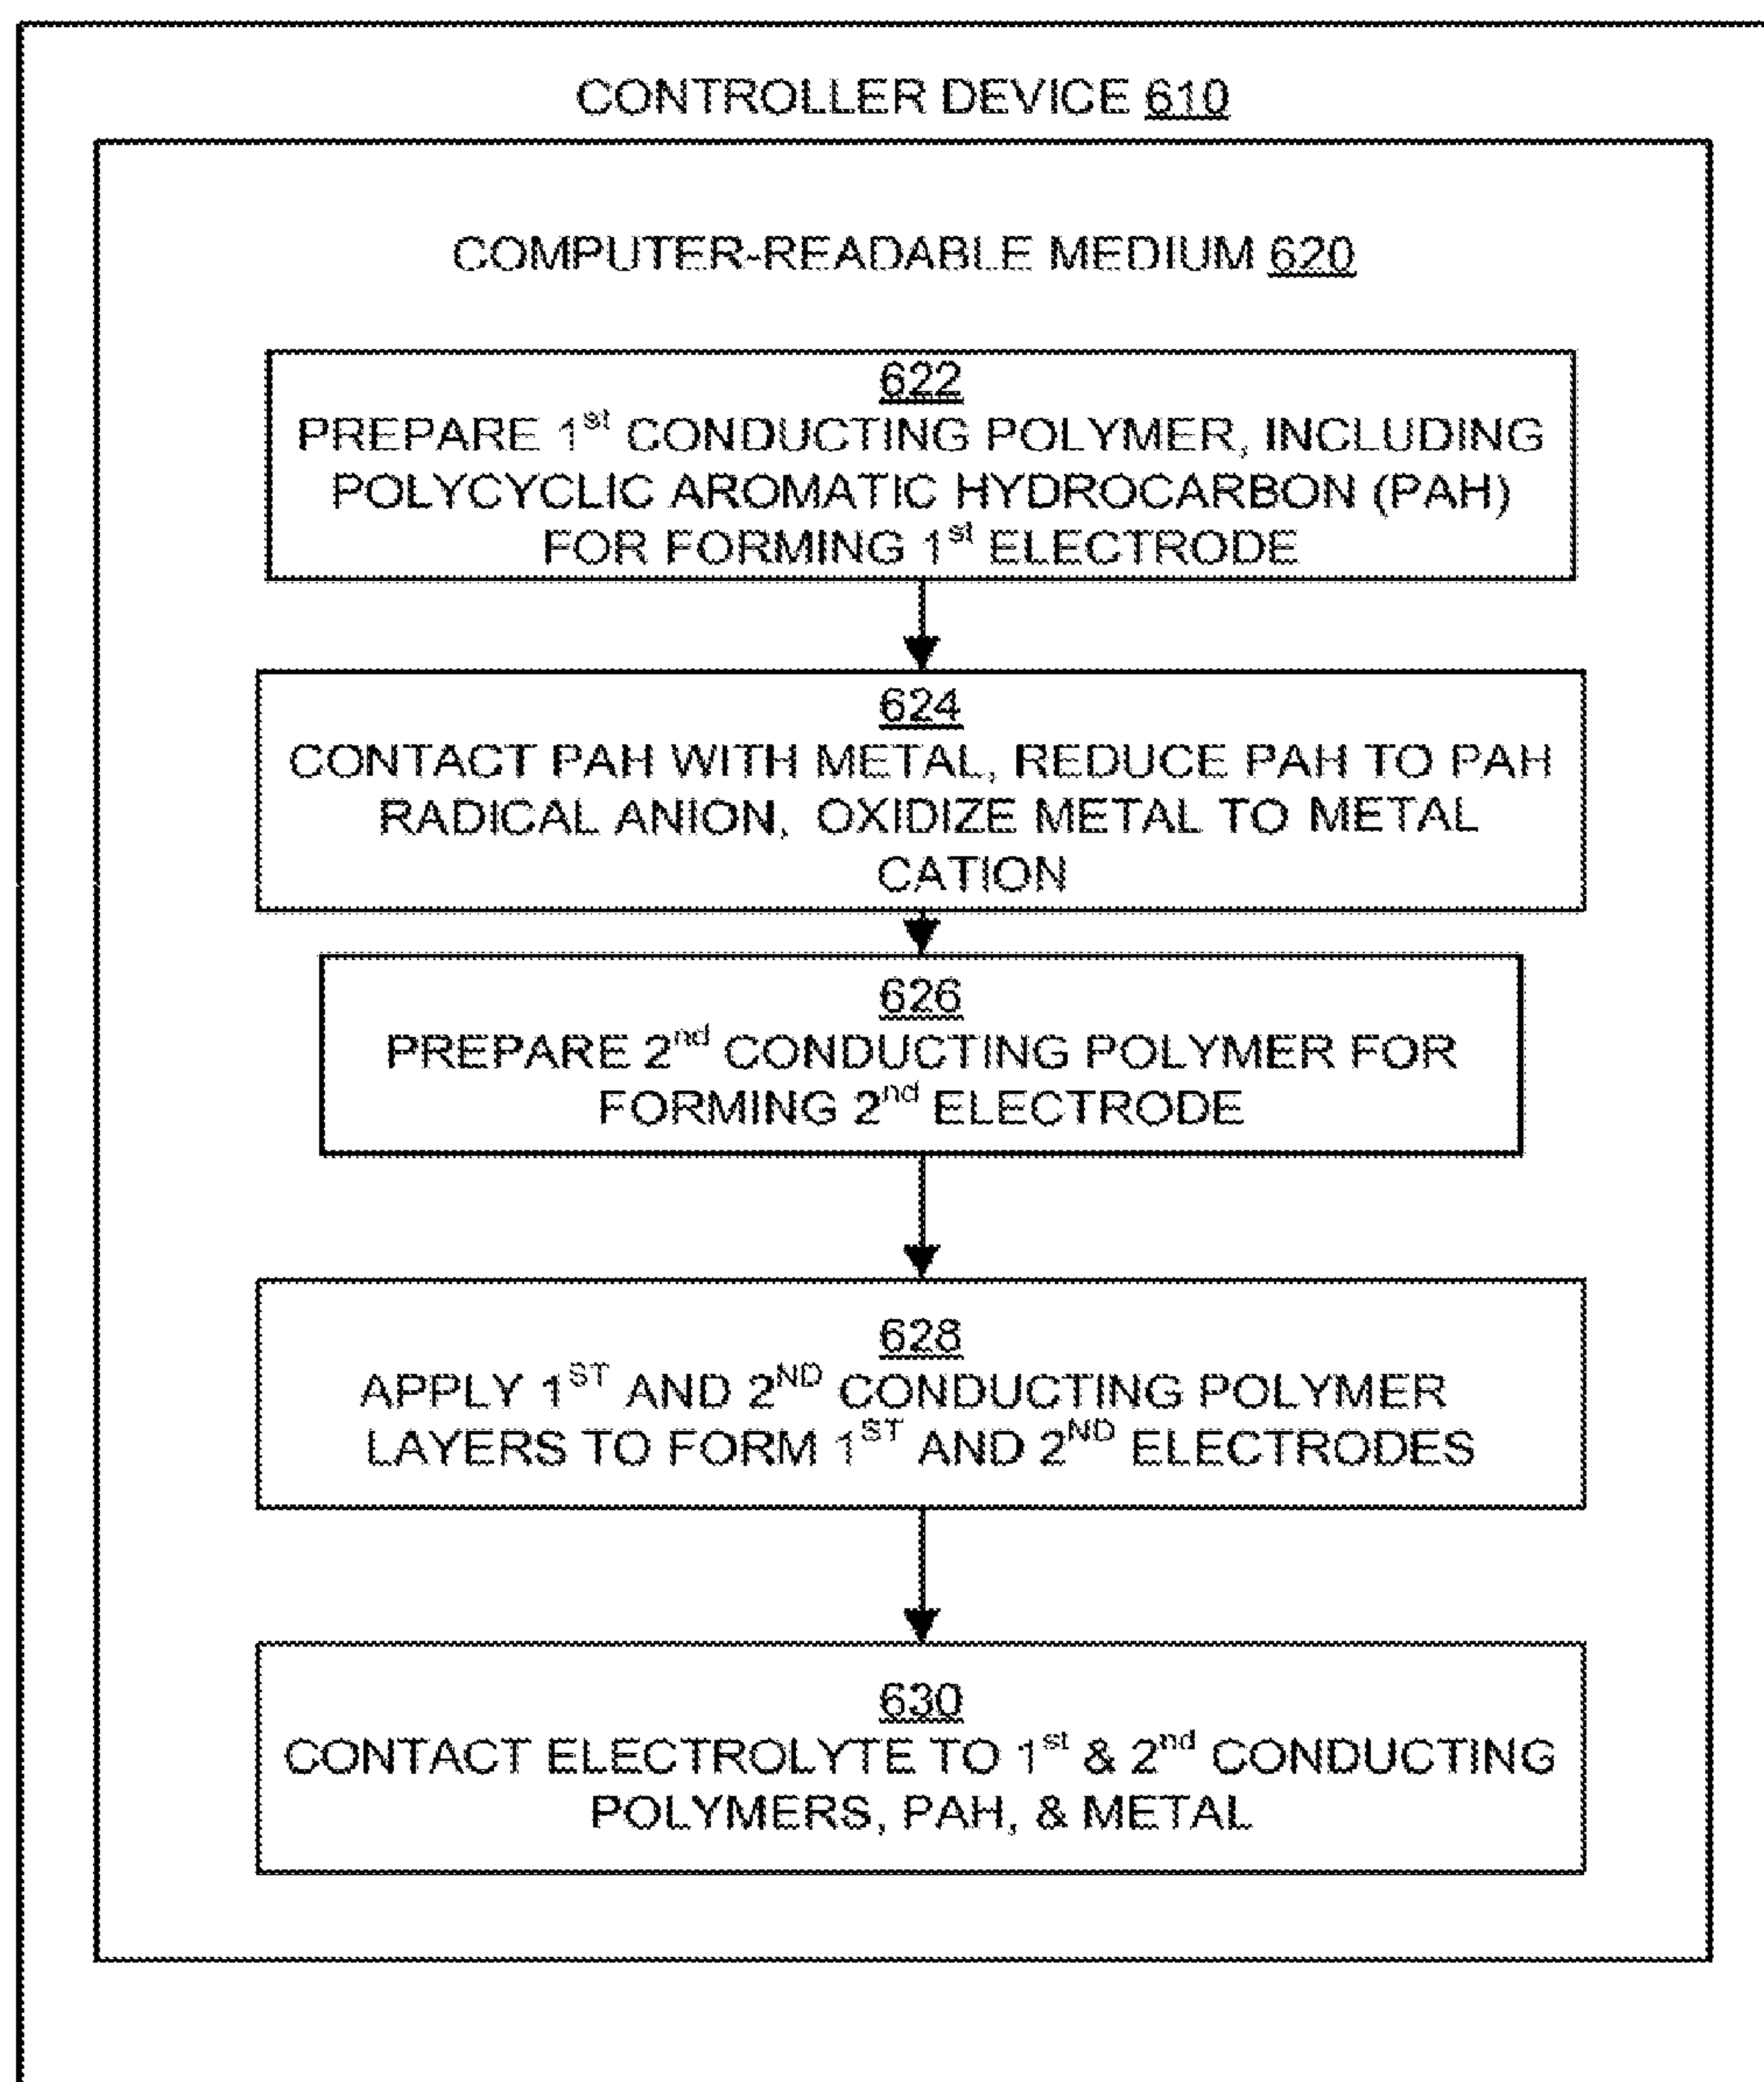 CONTROLLER DEVICE 610
COMPUTER-READABLE MEDIUM 620
622
PREPARE 1st CONDUCTING POLYMER, INCLUDING
POLYCYCLIC AROMATIC HYDROCARBON (PAH)
FOR FORMING 1st ELECTRODE
624
CONTACT PAH WITH METAL, REDUCE PAH TO PAH
RADICAL ANION, OXIDIZE METAL TO METAL
CATION
626
PREPARE 2nd CONDUCTING POLYMER FOR
FORMING 2nd ELECTRODE
628
APPLY 1ST AND 2ND CONDUCTING POLYMER
LAYERS TO FORM 1ST AND 2ND ELECTRODES
630
CONTACT ELECTROLYTE TO 1st & 2nd CONDUCTING
POLYMERS, PAH, & METAL